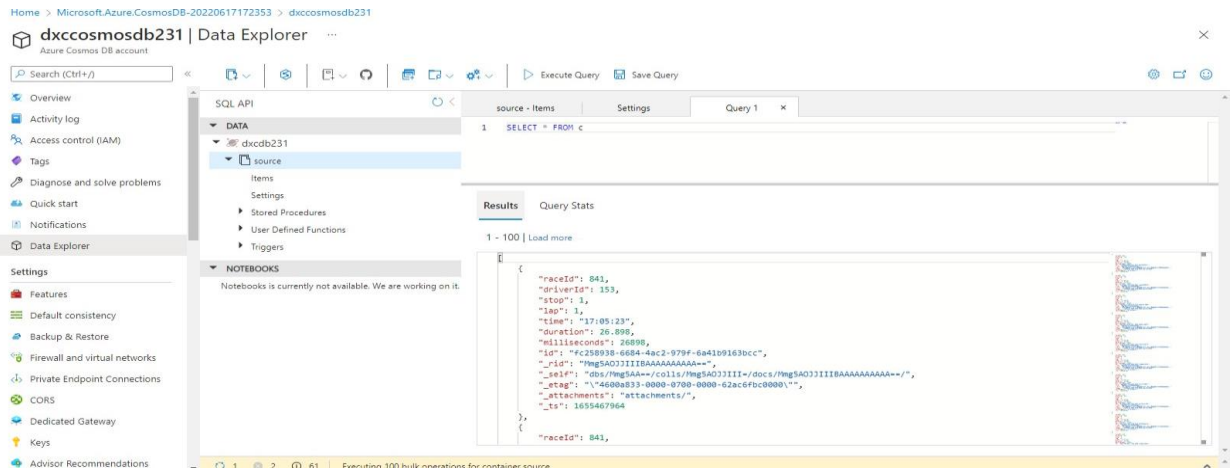 Home > Microsoft.Azure.CosmosDB-20220617172353 > dxccosmosdb231
dxccosmosdb231 | Data Explorer ...
Azure Cosmos DB account
Search (Ctrl+/)
Overview
Activity log
Access control (IAM)
Tags
Diagnose and solve problems
Quick start
Notifications
Data Explorer
Settings
Features
Default consistency
Backup & Restore
Firewall and virtual networks
Private Endpoint Connections
CORS
Dedicated Gateway
Keys
Advisor Recommendations
Execute Query Save Query
SQL API
DATA
dxcdb231
source
Items
Settings
Stored Procedures
User Defined Functions
Triggers
NOTEBOOKS
Notebooks is currently not available. We are working on it.
source - Items Settings Query 1 ×
1 SELECT * FROM c
Results Query Stats
1 - 100 | Load more
[
{
"raceId": 841,
"driverId": 153,
"stop": 1,
"lap": 1,
"time": "17:05:23",
"duration": 26.898,
"milliseconds": 26898,
"id": "fc258938-6684-4ac2-979f-6a41b9163bcc",
"_rid": "Mmg5AOJJIIIBAAAAAAAAAA==",
"_self": "dbs/Mmg5AA==/colls/Mmg5AOJJIII=/docs/Mmg5AOJJIIIBAAAAAAAAAA==/",
"_etag": "\"4600a833-0000-0700-0000-62ac6fbc0000\"",
"_attachments": "attachments/",
"_ts": 1655467964
},
{
"raceId": 841,
1 2 61 Executing 100 bulk operations for container source